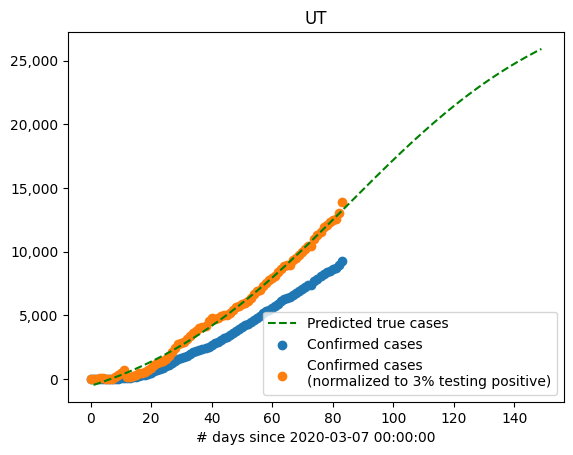 UT
25,000
20,000
15,000
10,000
5,000
0
Predicted true cases
Confirmed cases
Confirmed cases
(normalized to 3% testing positive)
0 20 40 60 80 100 120 140
# days since 2020-03-07 00:00:00